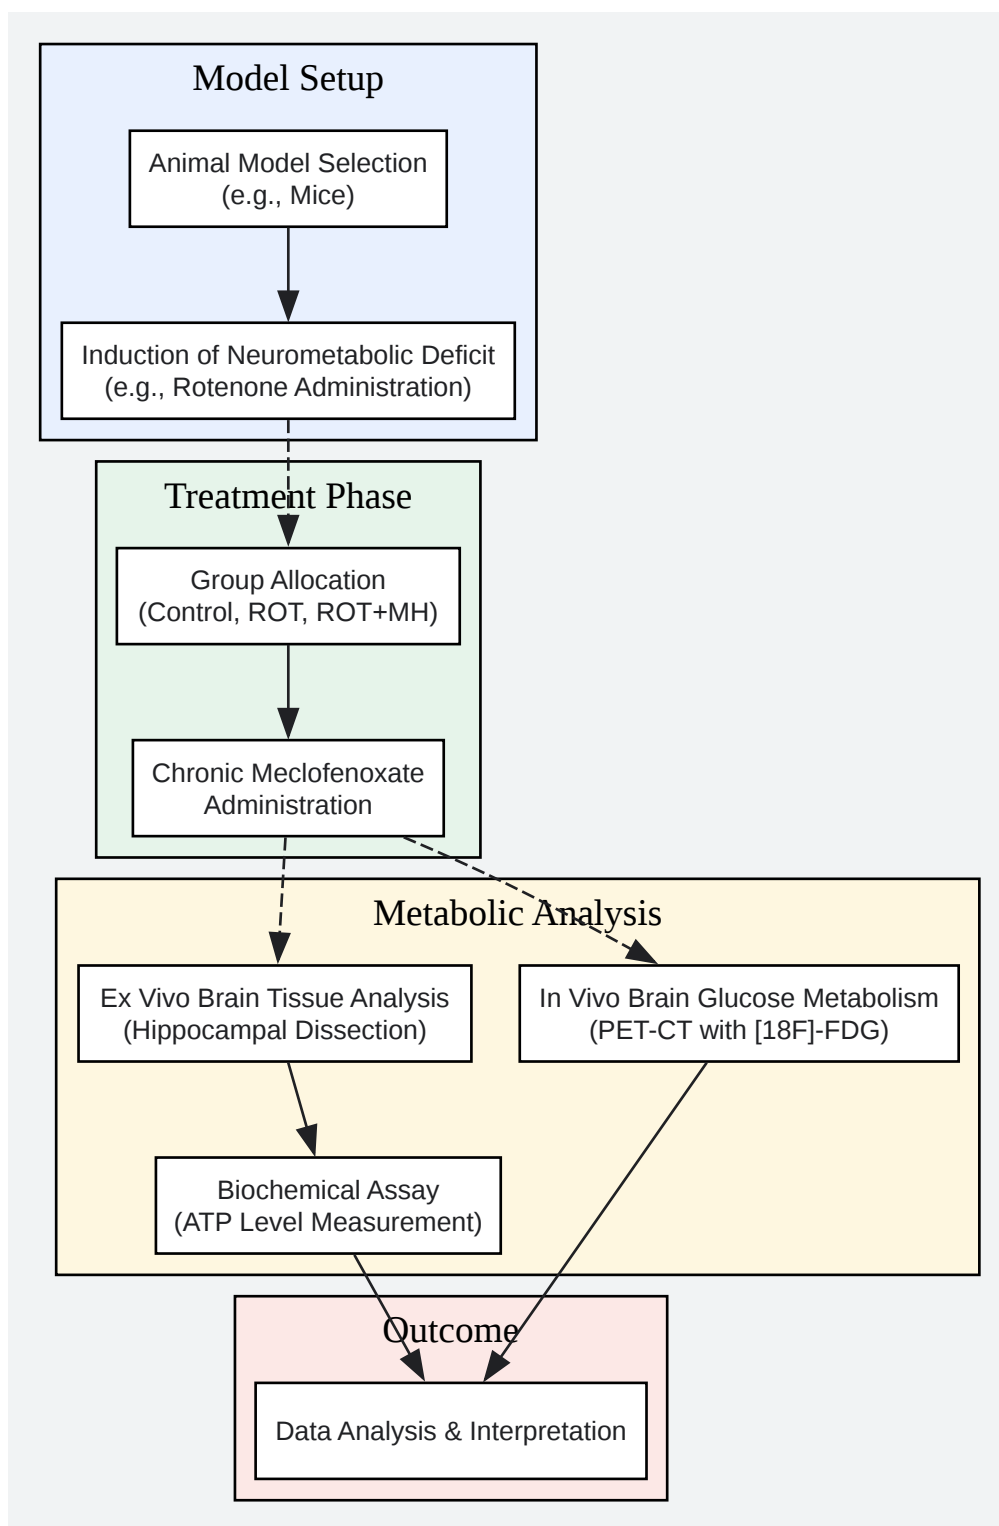 Model Setup
Animal Model Selection
(e.g., Mice)
Induction of Neurometabolic Deficit
(e.g., Rotenone Administration)
Treatment Phase
Group Allocation
(Control, ROT, ROT+MH)
Chronic Meclofenoxate
Administration
Metabolic Analysis
Ex Vivo Brain Tissue Analysis
(Hippocampal Dissection)
In Vivo Brain Glucose Metabolism
(PET-CT with [18F]-FDG)
Biochemical Assay
(ATP Level Measurement)
Outcome
Data Analysis & Interpretation